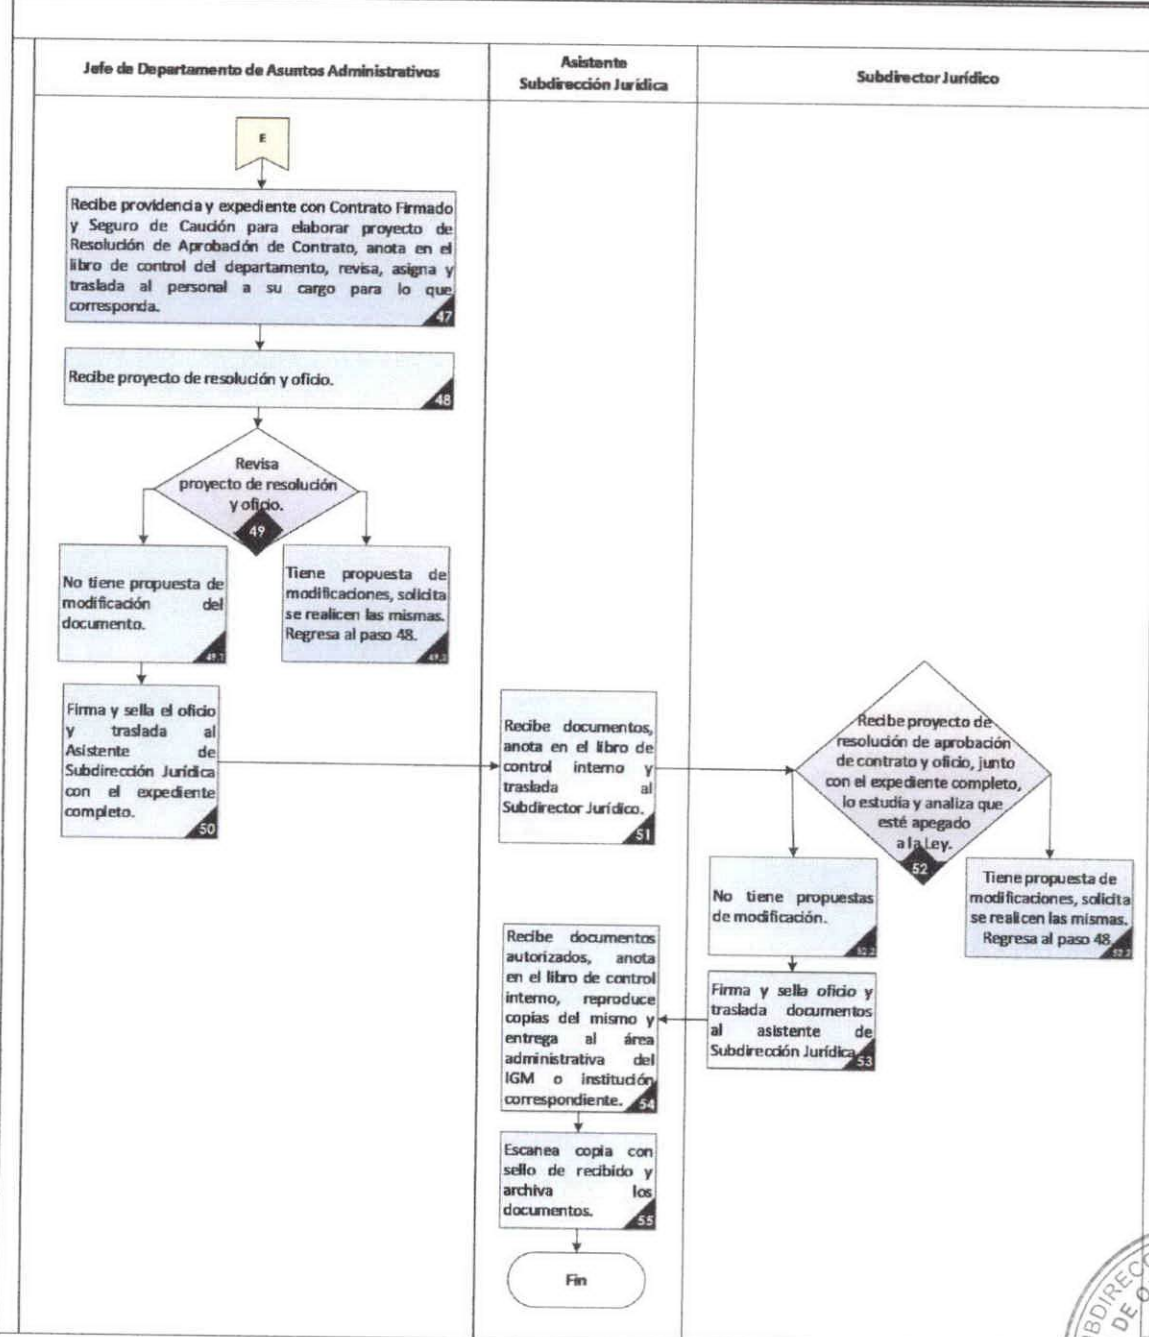 Jefe de Departamento de Asuntos Administrativos
Asistente
Subdirección Jurídica
Subdirector Jurídico
E
Recibe providencia y expediente con Contrato Firmado
y Seguro de Caución para elaborar proyecto de
Resolución de Aprobación de Contrato, anota en el
libro de control del departamento, revisa, asigna y
traslada al personal a su cargo para lo que
corresponda.
47
Recibe proyecto de resolución y oficio.
48
Revisa
proyecto de resolución
y oficio.
49
No tiene propuesta de
modificación del
documento.
49.1
Tiene propuesta de
modificaciones, solicita
se realicen las mismas.
Regresa al paso 48.
49.2
Firma y sella el oficio
y traslada al
Asistente de
Subdirección Jurídica
con el expediente
completo.
50
Recibe documentos,
anota en el libro de
control interno y
traslada al
Subdirector Jurídico.
51
Recibe proyecto de
resolución de aprobación
de contrato y oficio, junto
con el expediente completo,
lo estudia y analiza que
esté apegado
a la Ley.
52
No tiene propuestas
de modificación.
Tiene propuesta de
modificaciones, solicita
se realicen las mismas.
Regresa al paso 48.
52.2
Firma y sella oficio y
traslada documentos
al asistente de
Subdirección Jurídica
53
Recibe documentos
autorizados, anota
en el libro de control
interno, reproduce
copias del mismo y
entrega al área
administrativa del
IGM o institución
correspondiente.
54
Escanea copia con
sello de recibido y
archiva los
documentos.
55
Fin